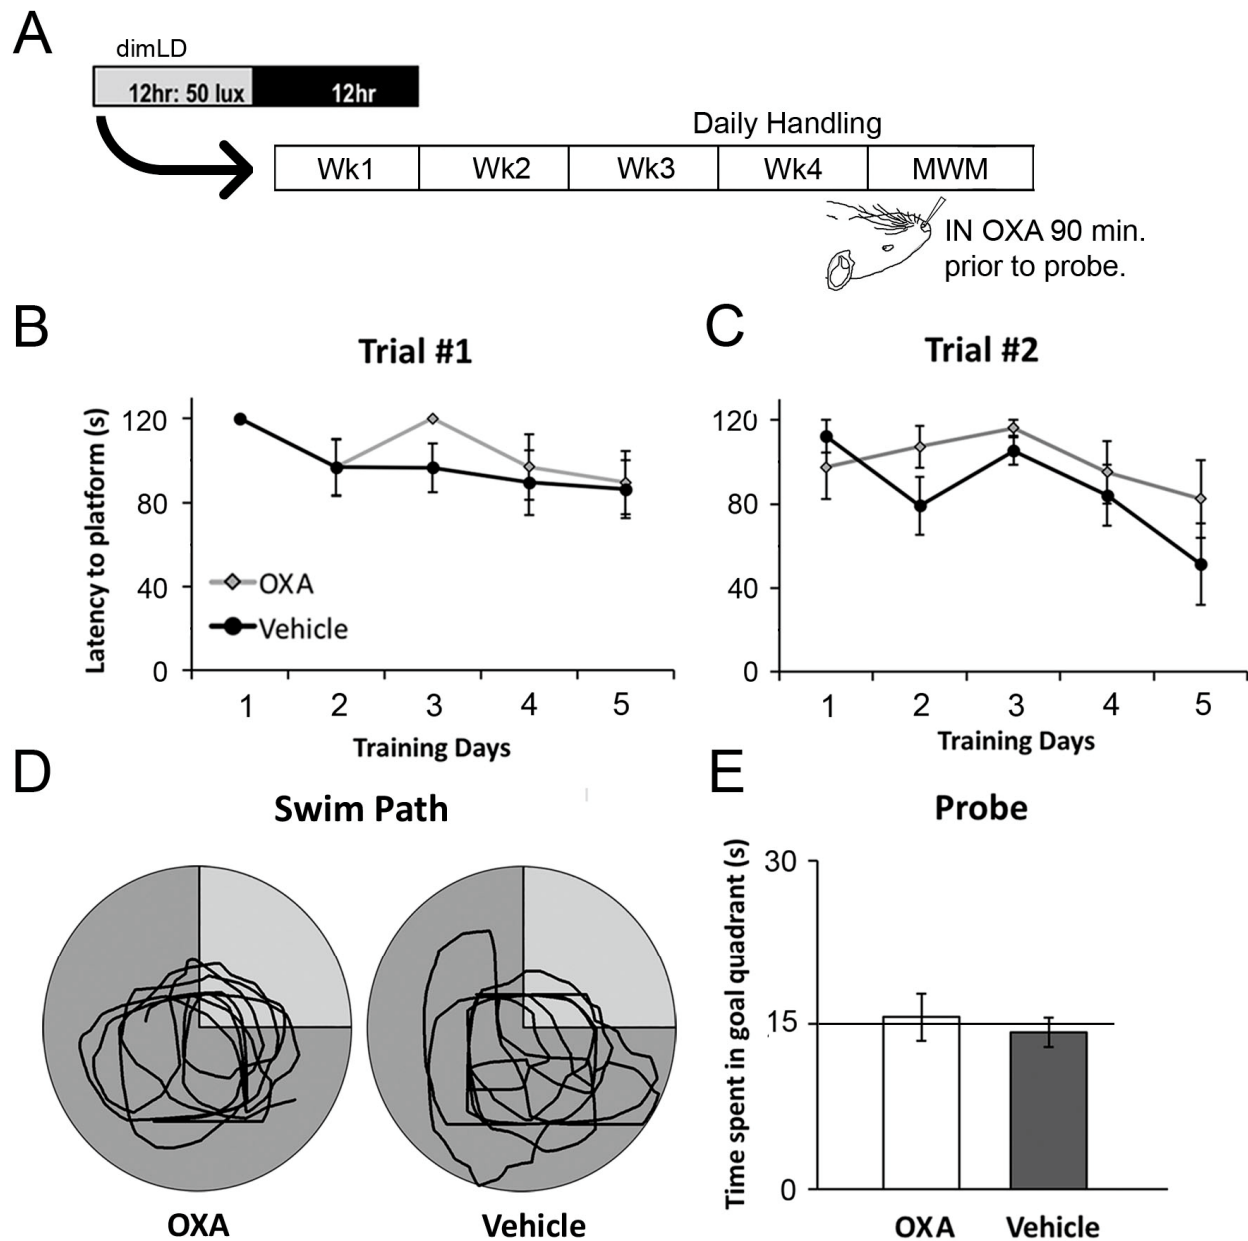 A
dimLD
12hr: 50 lux 12hr
Daily Handling
Wk1 Wk2 Wk3 Wk4 MWM
IN OXA 90 min.
prior to probe.
B
Trial #1
Latency to platform (s)
120
80
40
0
OXA
Vehicle
1 2 3 4 5
Training Days
C
Trial #2
120
80
40
0
1 2 3 4 5
Training Days
D
Swim Path
OXA Vehicle
E
Probe
Time spent in goal quadrant (s)
30
15
0
OXA Vehicle